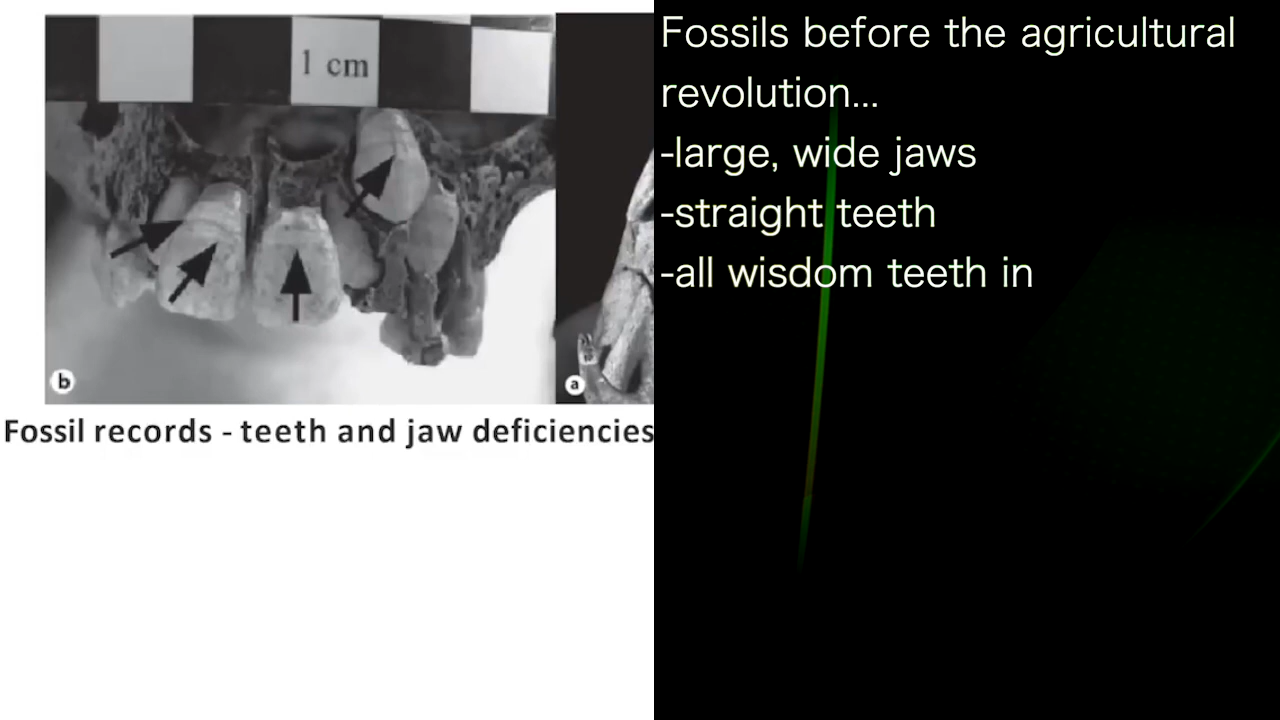 1 cm
b
a
Fossil records - teeth and jaw deficiencies
Fossils before the agricultural
revolution...
-large, wide jaws
-straight teeth
-all wisdom teeth in